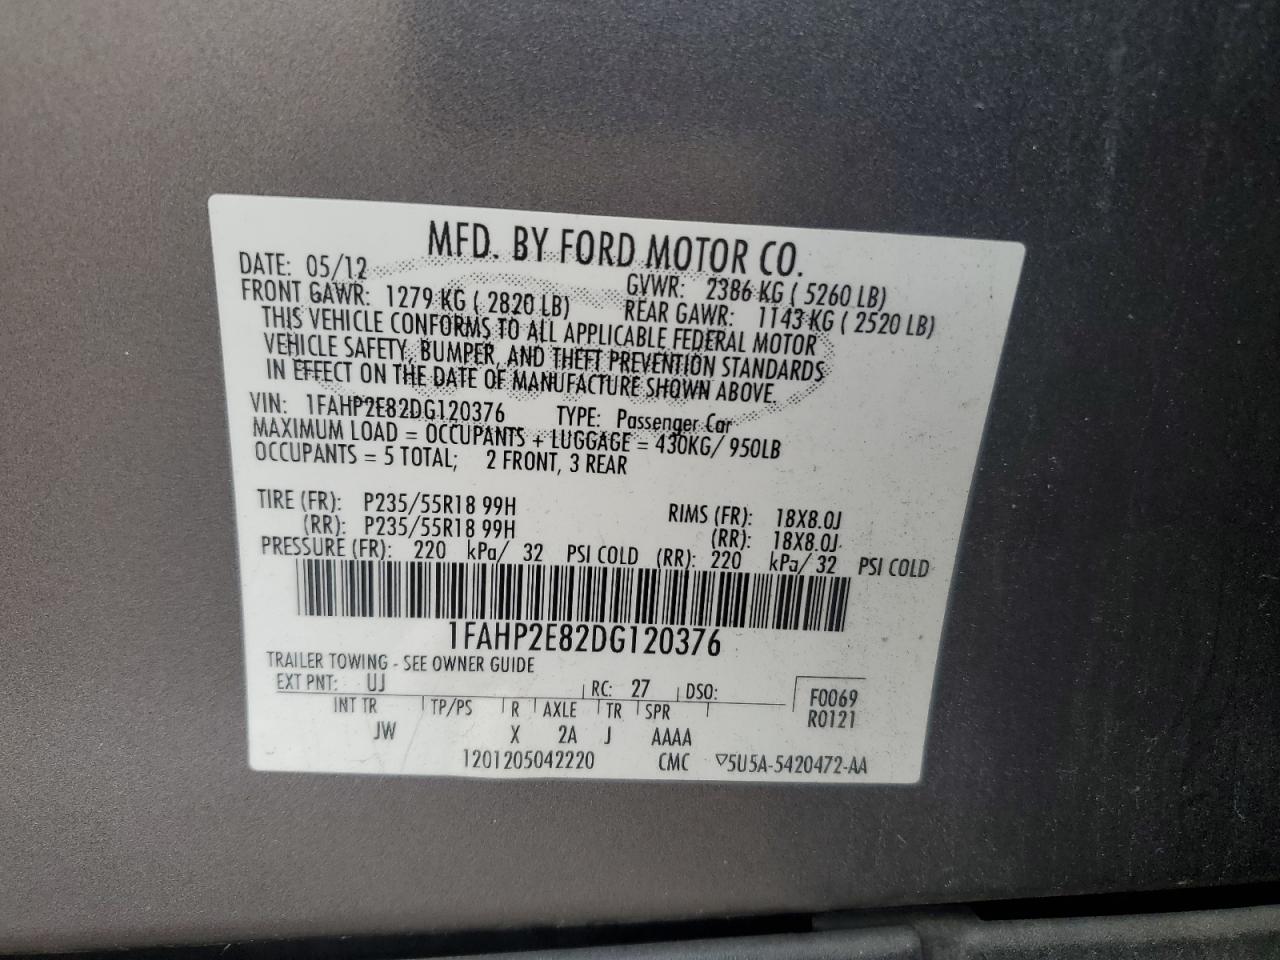 MFD. BY FORD MOTOR CO.
DATE: 05/12 GVWR: 2386 KG ( 5260 LB)
FRONT GAWR: 1279 KG ( 2820 LB) REAR GAWR: 1143 KG ( 2520 LB)
THIS VEHICLE CONFORMS TO ALL APPLICABLE FEDERAL MOTOR
VEHICLE SAFETY, BUMPER, AND THEFT PREVENTION STANDARDS
IN EFFECT ON THE DATE OF MANUFACTURE SHOWN ABOVE.
VIN: 1FAHP2E82DG120376 TYPE: Passenger Car
MAXIMUM LOAD = OCCUPANTS + LUGGAGE = 430KG/ 950LB
OCCUPANTS = 5 TOTAL; 2 FRONT, 3 REAR
TIRE (FR): P235/55R18 99H RIMS (FR): 18X8.0J
(RR): P235/55R18 99H (RR): 18X8.0J
PRESSURE (FR): 220 kPa/ 32 PSI COLD (RR): 220 kPa/ 32 PSI COLD
1FAHP2E82DG120376
TRAILER TOWING - SEE OWNER GUIDE
EXT PNT: UJ RC: 27 DSO: F0069
INT TR TP/PS R AXLE TR SPR R0121
JW X 2A J AAAA
1201205042220 CMC ▽5U5A-5420472-AA